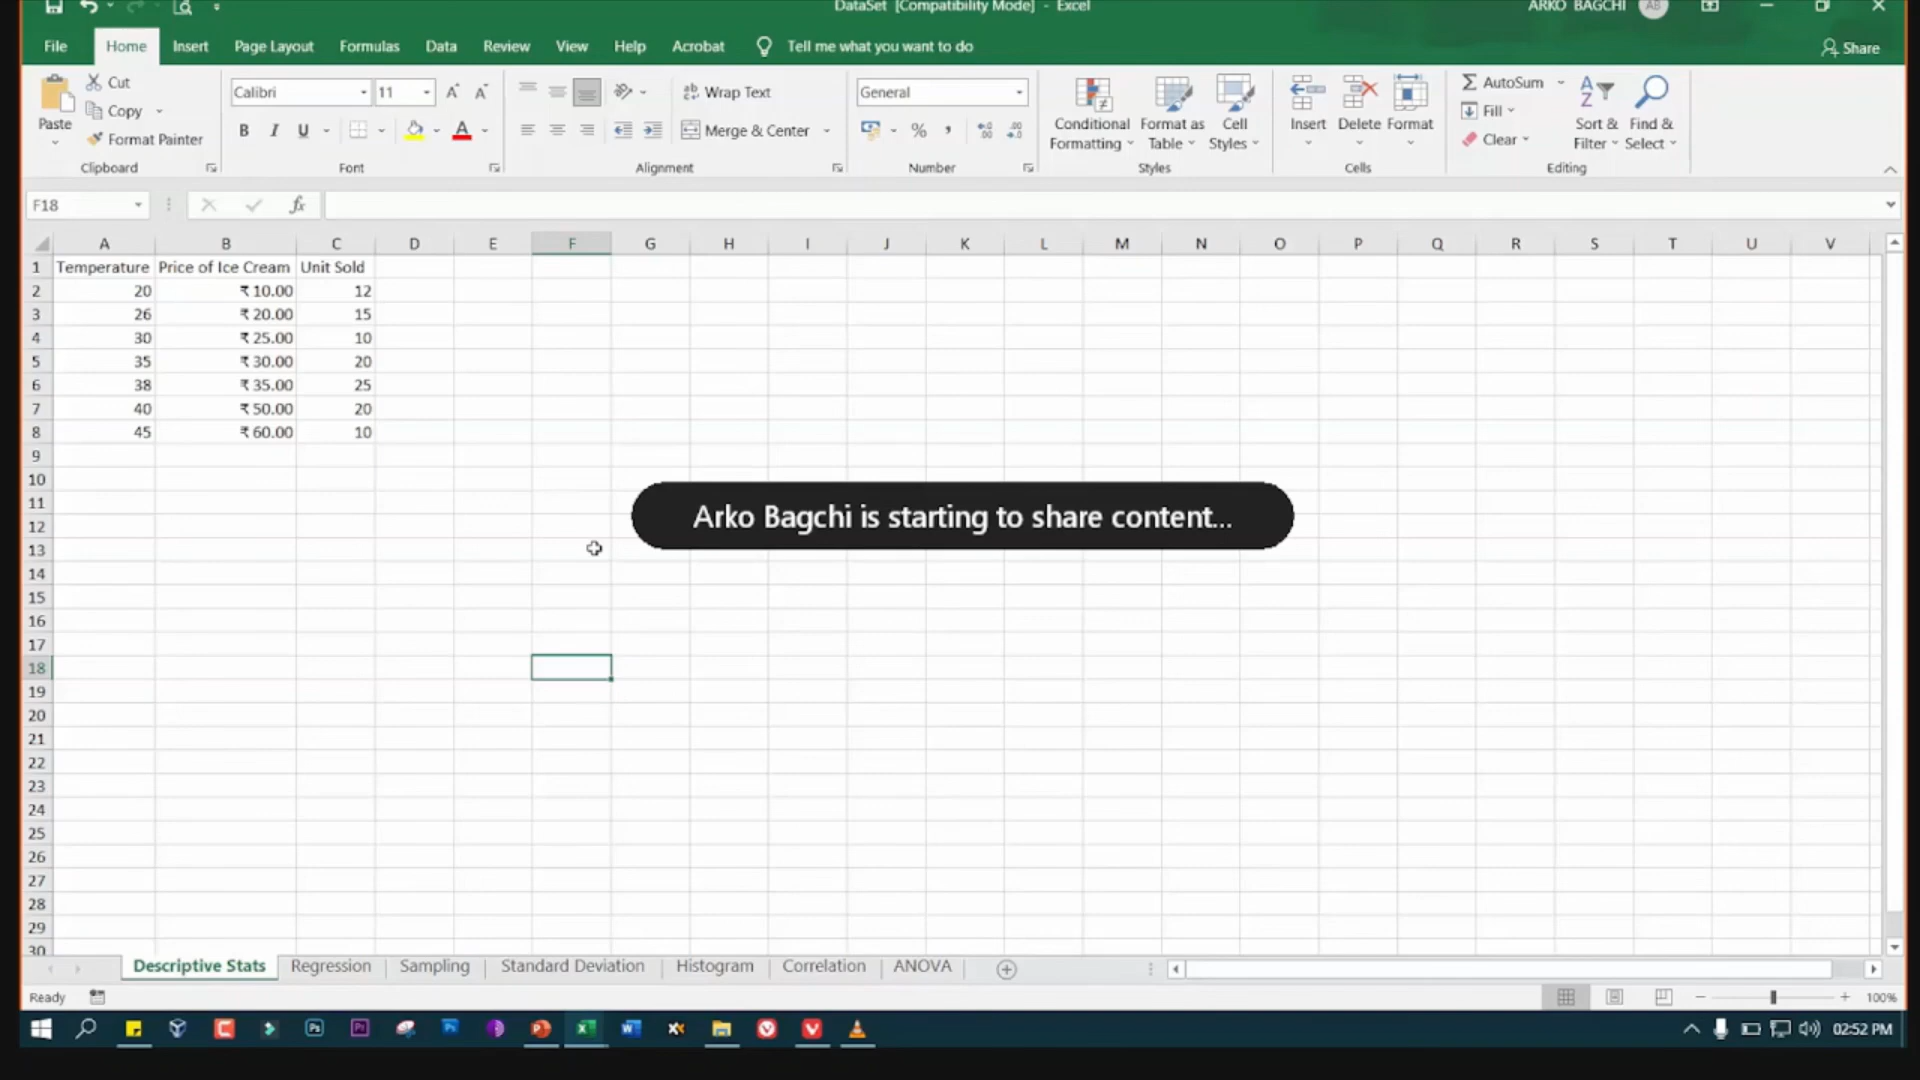 DataSet [Compatibility Mode] - Excel
ARKO BAGCHI AB
File Home Insert Page Layout Formulas Data Review View Help Acrobat Tell me what you want to do Share
Cut
Copy
Format Painter
Paste
Clipboard
Calibri 11
B I U
Font
Wrap Text
Merge & Center
Alignment
General
%
Number
Conditional Formatting
Format as Table
Cell Styles
Styles
Insert Delete Format
Cells
AutoSum
Fill
Clear
Sort & Filter
Find & Select
Editing
F18 fx
A B C D E F G H I J K L M N O P Q R S T U V
1 Temperature Price of Ice Cream Unit Sold
2 20 ₹ 10.00 12
3 26 ₹ 20.00 15
4 30 ₹ 25.00 10
5 35 ₹ 30.00 20
6 38 ₹ 35.00 25
7 40 ₹ 50.00 20
8 45 ₹ 60.00 10
9
10
11
Arko Bagchi is starting to share content...
12
13
14
15
16
17
18
19
20
21
22
23
24
25
26
27
28
29
30
Descriptive Stats Regression Sampling Standard Deviation Histogram Correlation ANOVA
Ready 100%
02:52 PM